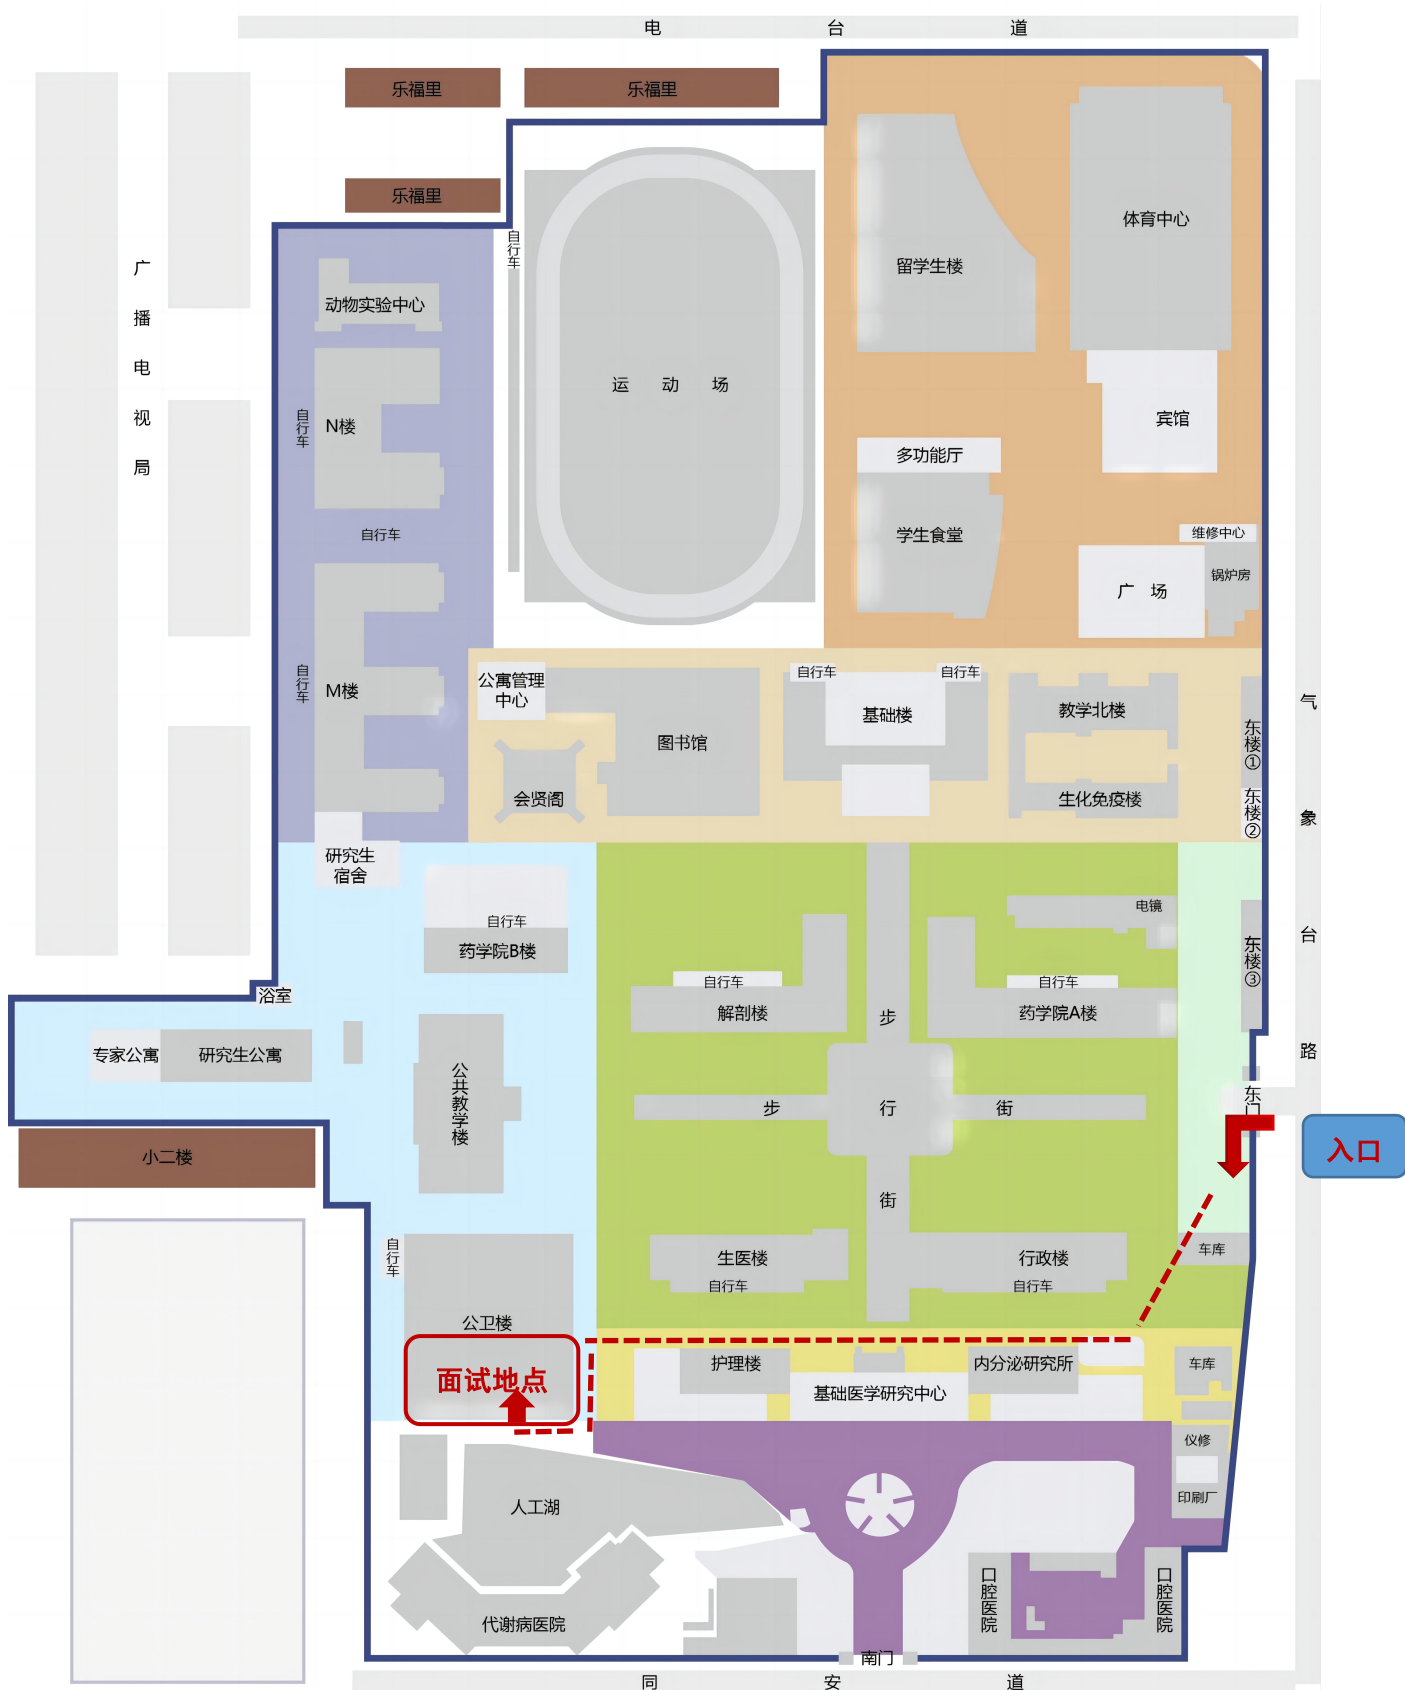 电台道
乐福里
乐福里
乐福里
广播电视局
自行车
动物实验中心
自行车
N楼
自行车
自行车
M楼
运动场
留学生楼
体育中心
宾馆
多功能厅
学生食堂
维修中心
锅炉房
广场
公寓管理
中心
图书馆
会贤阁
自行车
自行车
基础楼
教学北楼
生化免疫楼
东楼①
东楼②
气象台路
研究生
宿舍
自行车
药学院B楼
电镜
东楼③
自行车
解剖楼
自行车
药学院A楼
浴室
专家公寓
研究生公寓
公共教学楼
步行街
步行街
东门
入口
小二楼
自行车
生医楼
自行车
行政楼
自行车
车库
公卫楼
面试地点
护理楼
内分泌研究所
基础医学研究中心
车库
仪修
印刷厂
人工湖
代谢病医院
口腔医院
口腔医院
南门
同安道